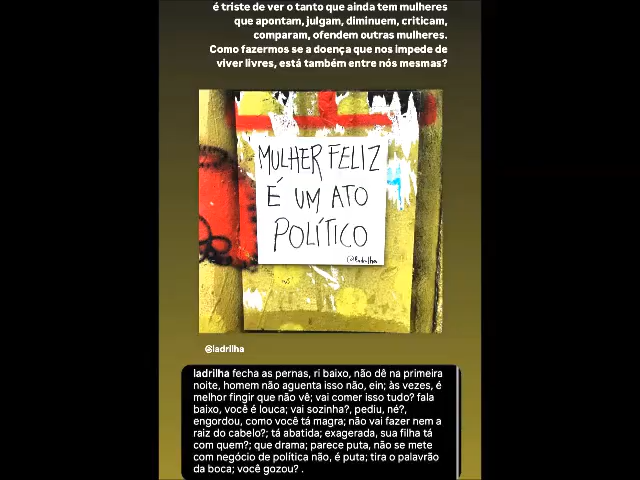 é triste de ver o tanto que ainda tem mulheres
que apontam, julgam, diminuem, criticam,
comparam, ofendem outras mulheres.
Como fazermos se a doença que nos impede de
viver livres, está também entre nós mesmas?
MULHER FELIZ
É UM ATO
POLÍTICO
@ladrilha
@ladrilha
ladrilha fecha as pernas, ri baixo, não dê na primeira
noite, homem não aguenta isso não, ein; às vezes, é
melhor fingir que não vê; vai comer isso tudo? fala
baixo, você é louca; vai sozinha?, pediu, né?,
engordou, como você tá magra; não vai fazer nem a
raiz do cabelo?; tá abatida; exagerada, sua filha tá
com quem?; que drama; parece puta, não se mete
com negócio de política não, é puta; tira o palavrão
da boca; você gozou? .